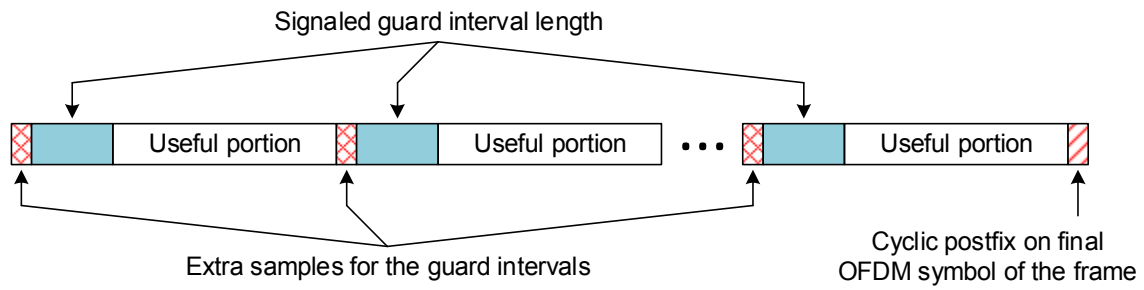 Signaled guard interval length
Useful portion
Useful portion
Useful portion
Extra samples for the guard intervals
Cyclic postfix on final
OFDM symbol of the frame